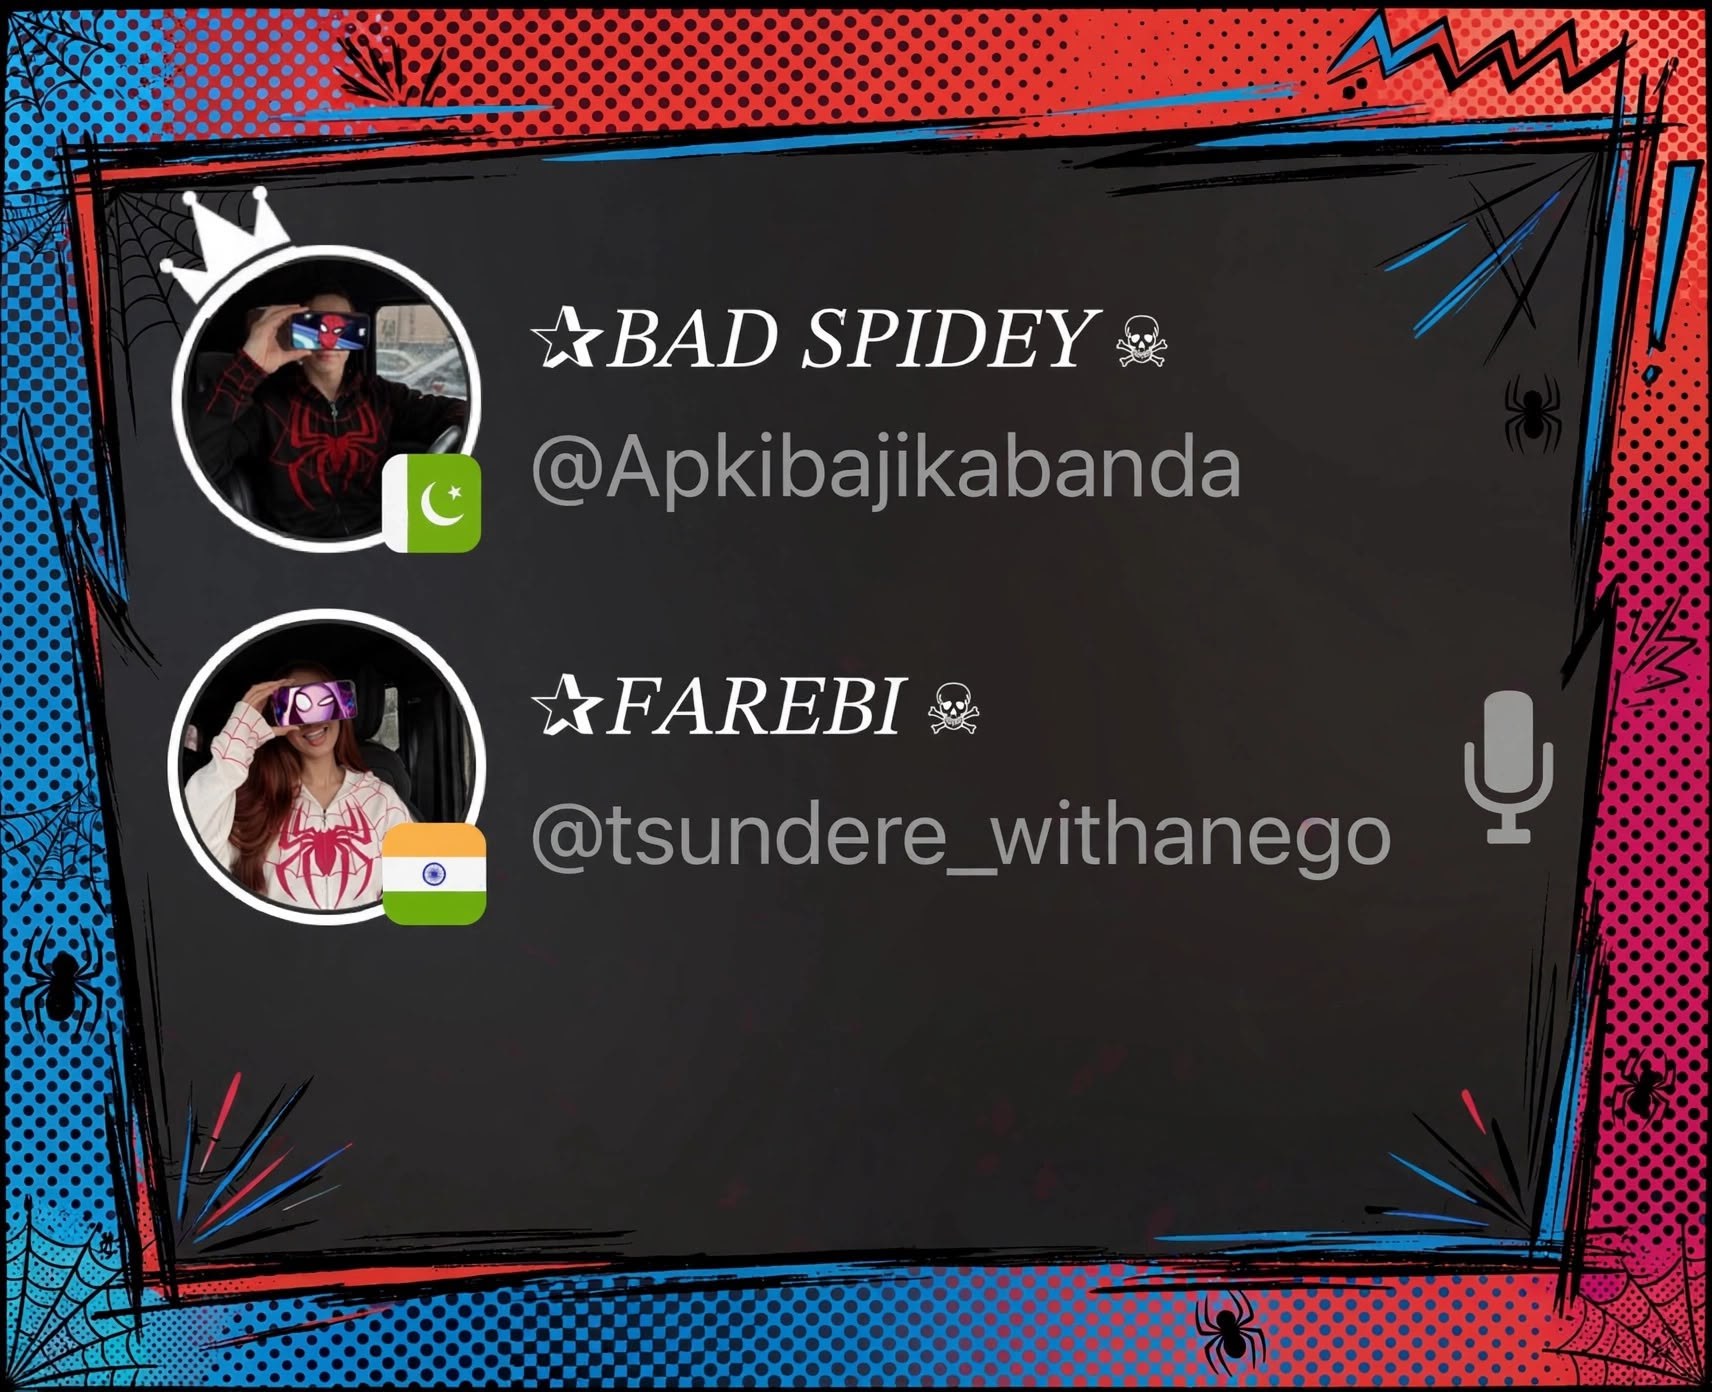 ✮BAD SPIDEY ☠
@Apkibajikabanda
✮FAREBI ☠
@tsundere_withanego